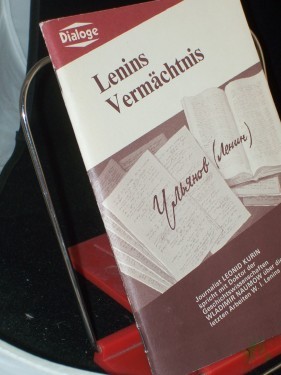 Dialoge
Lenins
Vermächtnis
Ульянов (Ленин)
Journalist LEONID KURIN
spricht mit Doktor der
Geschichtswissenschaften
WLADIMIR NAUMOW über die
letzten Arbeiten W. I. Lenins